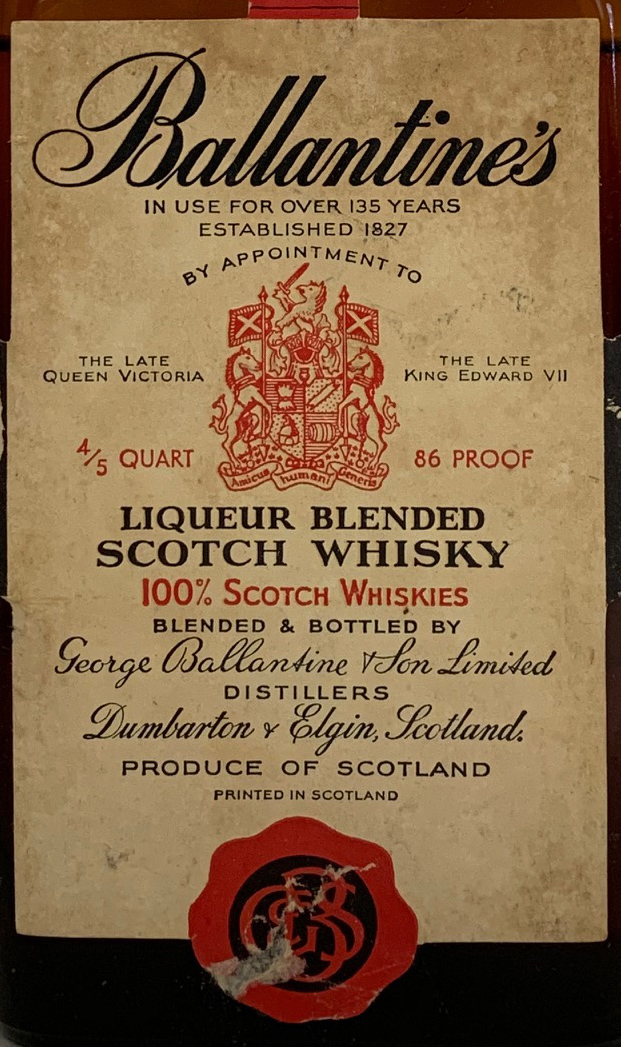 Ballantine's
IN USE FOR OVER 135 YEARS
ESTABLISHED 1827
BY APPOINTMENT TO
THE LATE
QUEEN VICTORIA
THE LATE
KING EDWARD VII
4/5 QUART
86 PROOF
Amicus humani Generis
LIQUEUR BLENDED
SCOTCH WHISKY
100% SCOTCH WHISKIES
BLENDED & BOTTLED BY
George Ballantine & Son Limited
DISTILLERS
Dumbarton & Elgin, Scotland.
PRODUCE OF SCOTLAND
PRINTED IN SCOTLAND
GBS